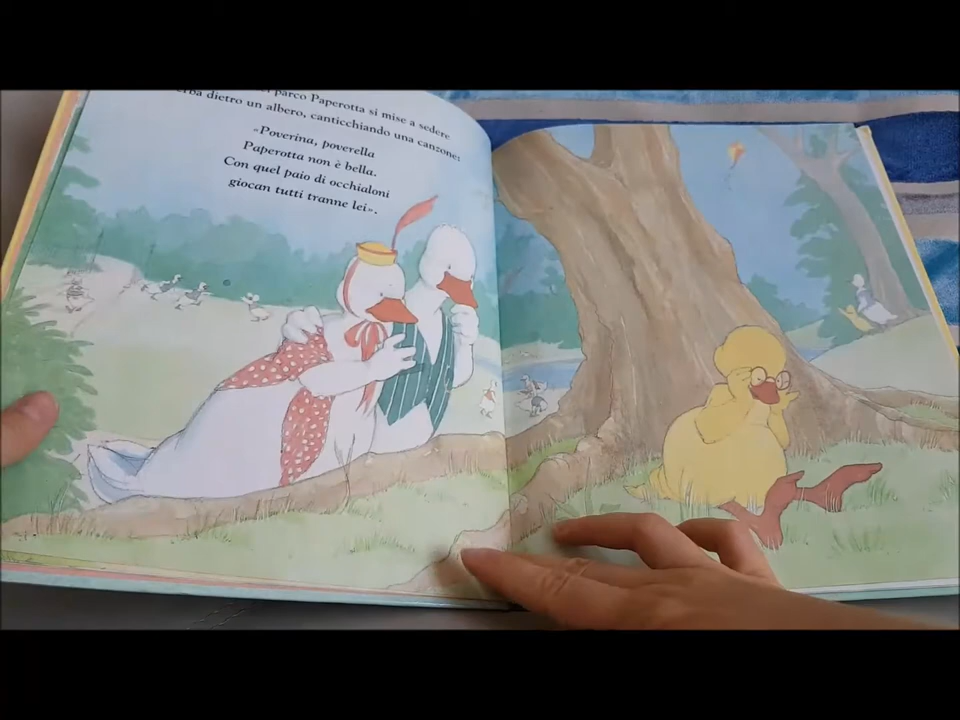 parco Paperotta si mise a sedere
dietro un albero, canticchiando una canzone:
«Poverina, poverella
Paperotta non è bella.
Con quel paio di occhialoni
giocan tutti tranne lei».